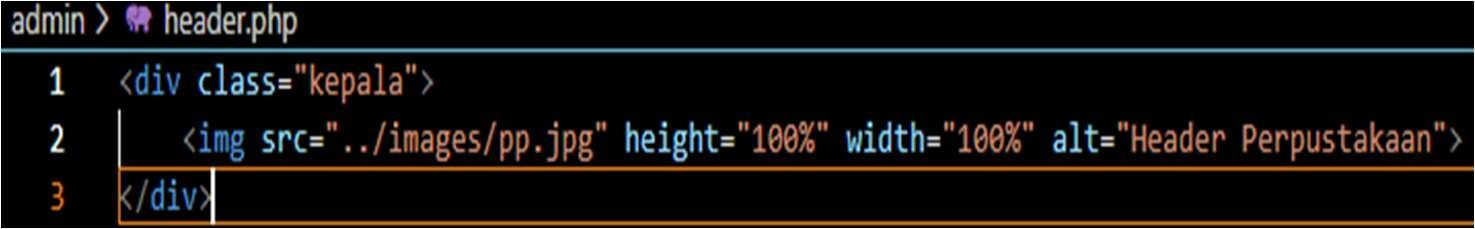 admin > header.php
1 <div class="kepala">
2 <img src="../images/pp.jpg" height="100%" width="100%" alt="Header Perpustakaan">
3 </div>